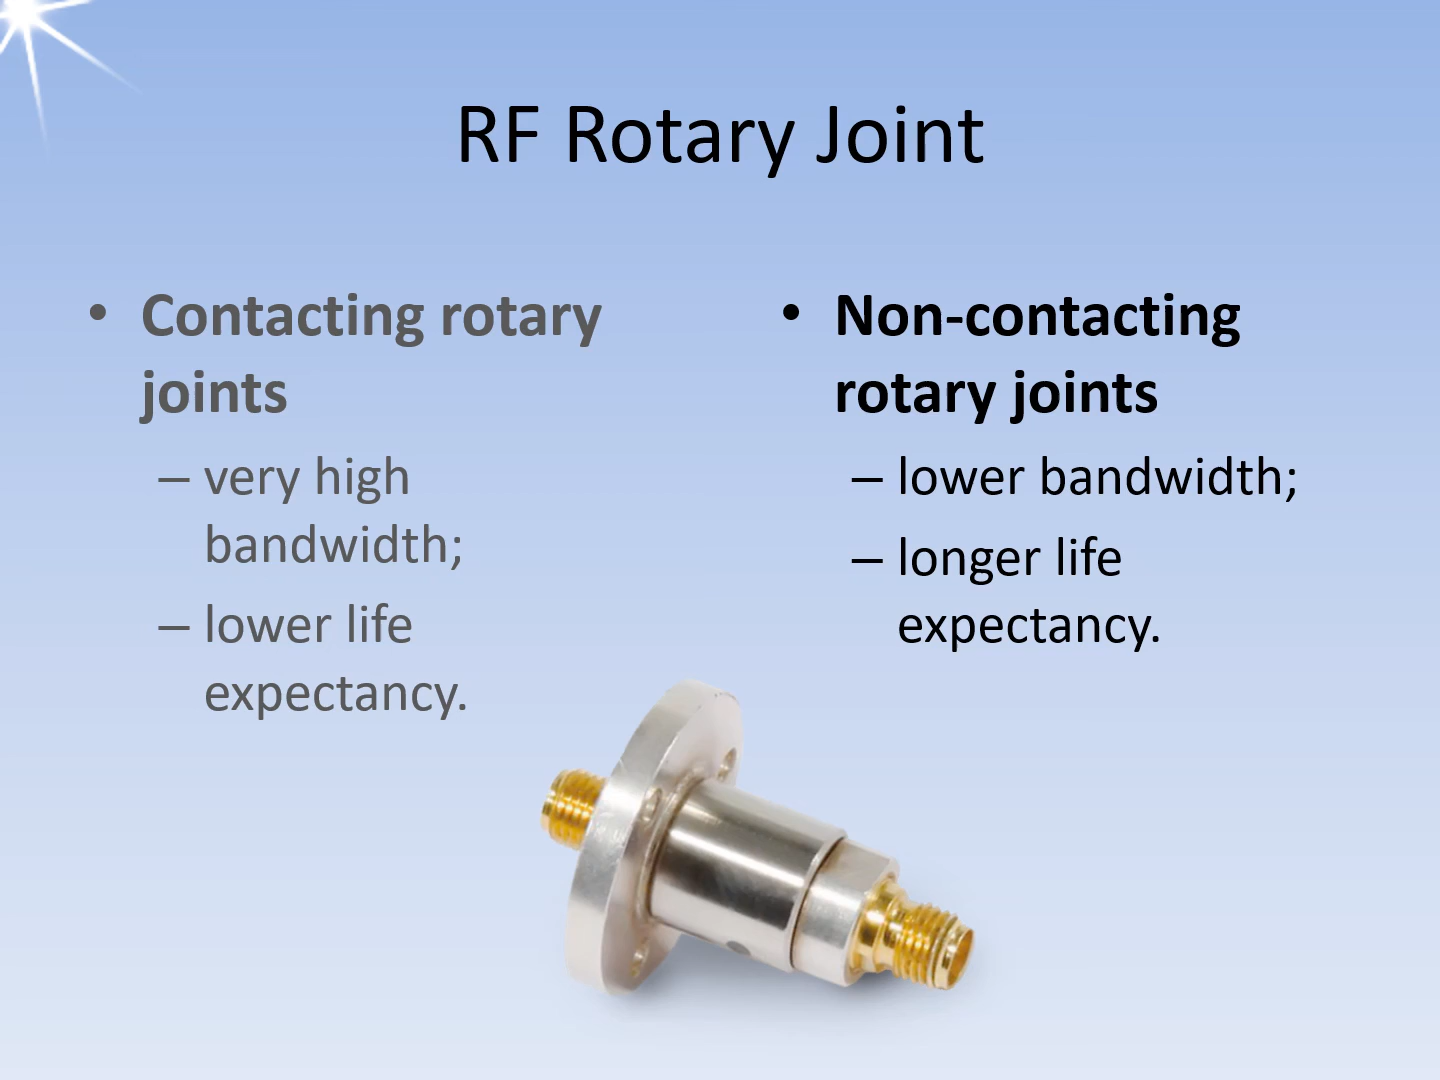 RF Rotary Joint
• Contacting rotary
joints
– very high
bandwidth;
– lower life
expectancy.
• Non-contacting
rotary joints
– lower bandwidth;
– longer life
expectancy.